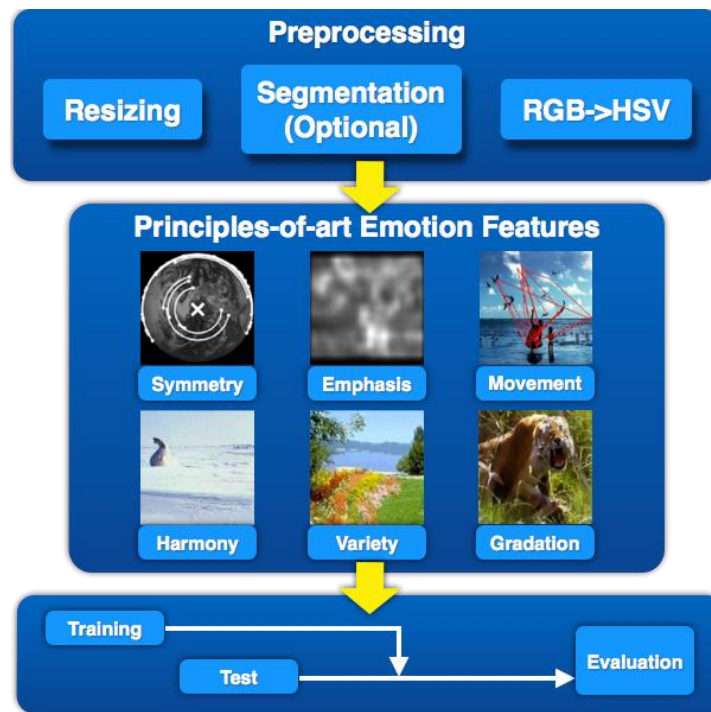 Preprocessing
Resizing
Segmentation
(Optional)
RGB->HSV
Principles-of-art Emotion Features
Symmetry
Emphasis
Movement
Harmony
Variety
Gradation
Training
Test
Evaluation